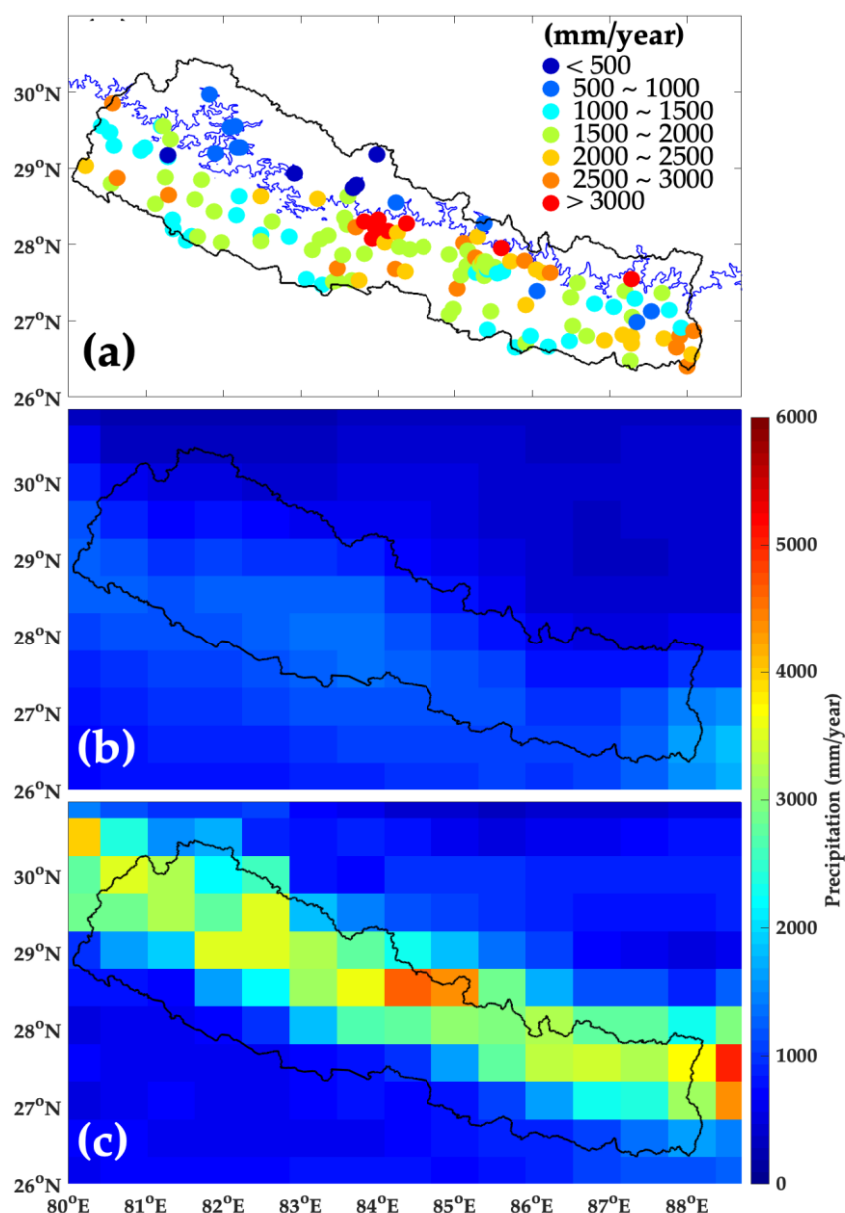 (mm/year)
< 500
500 ~ 1000
1000 ~ 1500
1500 ~ 2000
2000 ~ 2500
2500 ~ 3000
> 3000
30°N
29°N
28°N
27°N
26°N
(a)
30°N
29°N
28°N
27°N
26°N
(b)
30°N
29°N
28°N
27°N
26°N
(c)
80°E 81°E 82°E 83°E 84°E 85°E 86°E 87°E 88°E
6000
5000
4000
3000
2000
1000
0
Precipitation (mm/year)